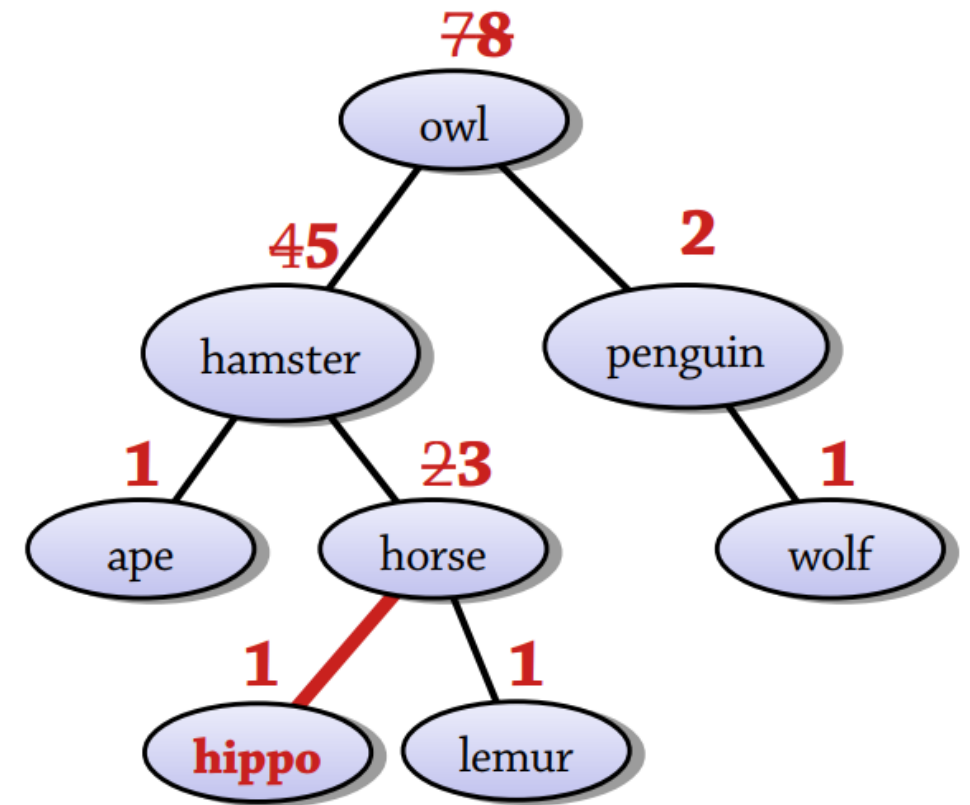 78
owl
45 2
hamster penguin
1 23 1
ape horse wolf
1 1
hippo lemur